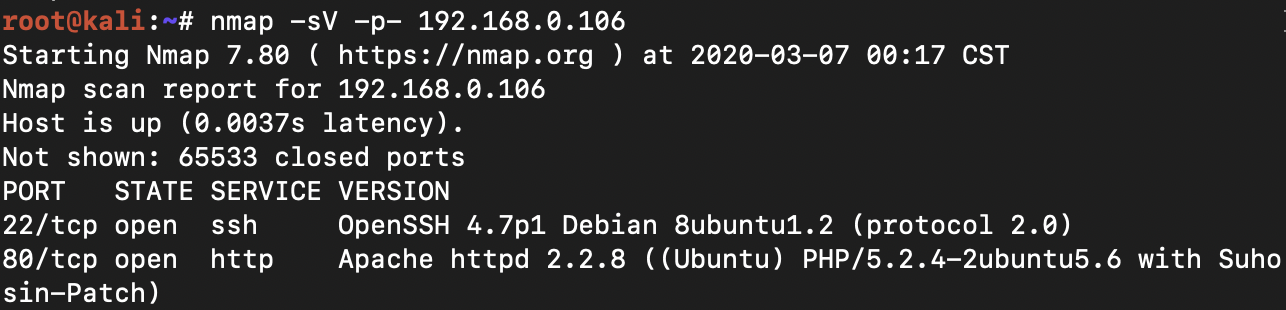 root@kali:~# nmap -sV -p- 192.168.0.106
Starting Nmap 7.80 ( https://nmap.org ) at 2020-03-07 00:17 CST
Nmap scan report for 192.168.0.106
Host is up (0.0037s latency).
Not shown: 65533 closed ports
PORT   STATE SERVICE VERSION
22/tcp open  ssh     OpenSSH 4.7p1 Debian 8ubuntu1.2 (protocol 2.0)
80/tcp open  http    Apache httpd 2.2.8 ((Ubuntu) PHP/5.2.4-2ubuntu5.6 with Suho
sin-Patch)